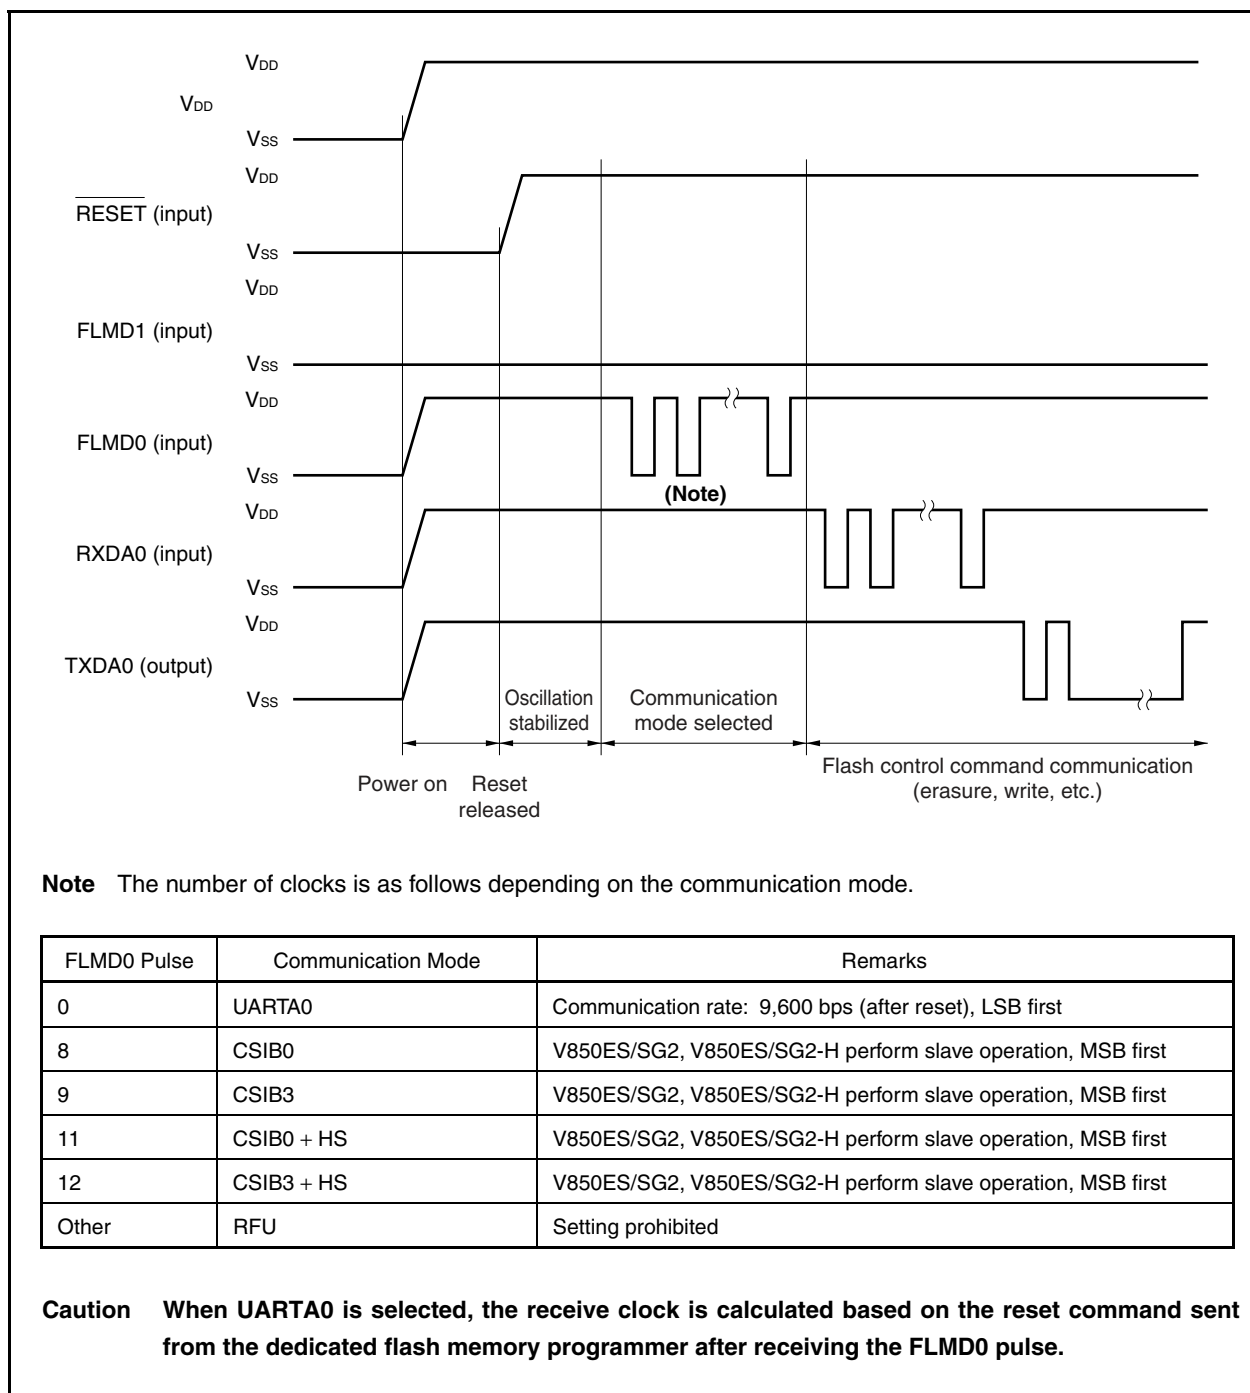 VDD
VDD
VSS
VDD
RESET (input)
VSS
VDD
FLMD1 (input)
VSS
VDD
FLMD0 (input)
VSS
(Note)
VDD
RXDA0 (input)
VSS
VDD
TXDA0 (output)
VSS
Oscillation
stabilized
Communication
mode selected
Power on
Reset
released
Flash control command communication
(erasure, write, etc.)
Note The number of clocks is as follows depending on the communication mode.
FLMD0 Pulse Communication Mode Remarks
0 UARTA0 Communication rate: 9,600 bps (after reset), LSB first
8 CSIB0 V850ES/SG2, V850ES/SG2-H perform slave operation, MSB first
9 CSIB3 V850ES/SG2, V850ES/SG2-H perform slave operation, MSB first
11 CSIB0 + HS V850ES/SG2, V850ES/SG2-H perform slave operation, MSB first
12 CSIB3 + HS V850ES/SG2, V850ES/SG2-H perform slave operation, MSB first
Other RFU Setting prohibited
Caution When UARTA0 is selected, the receive clock is calculated based on the reset command sent
from the dedicated flash memory programmer after receiving the FLMD0 pulse.